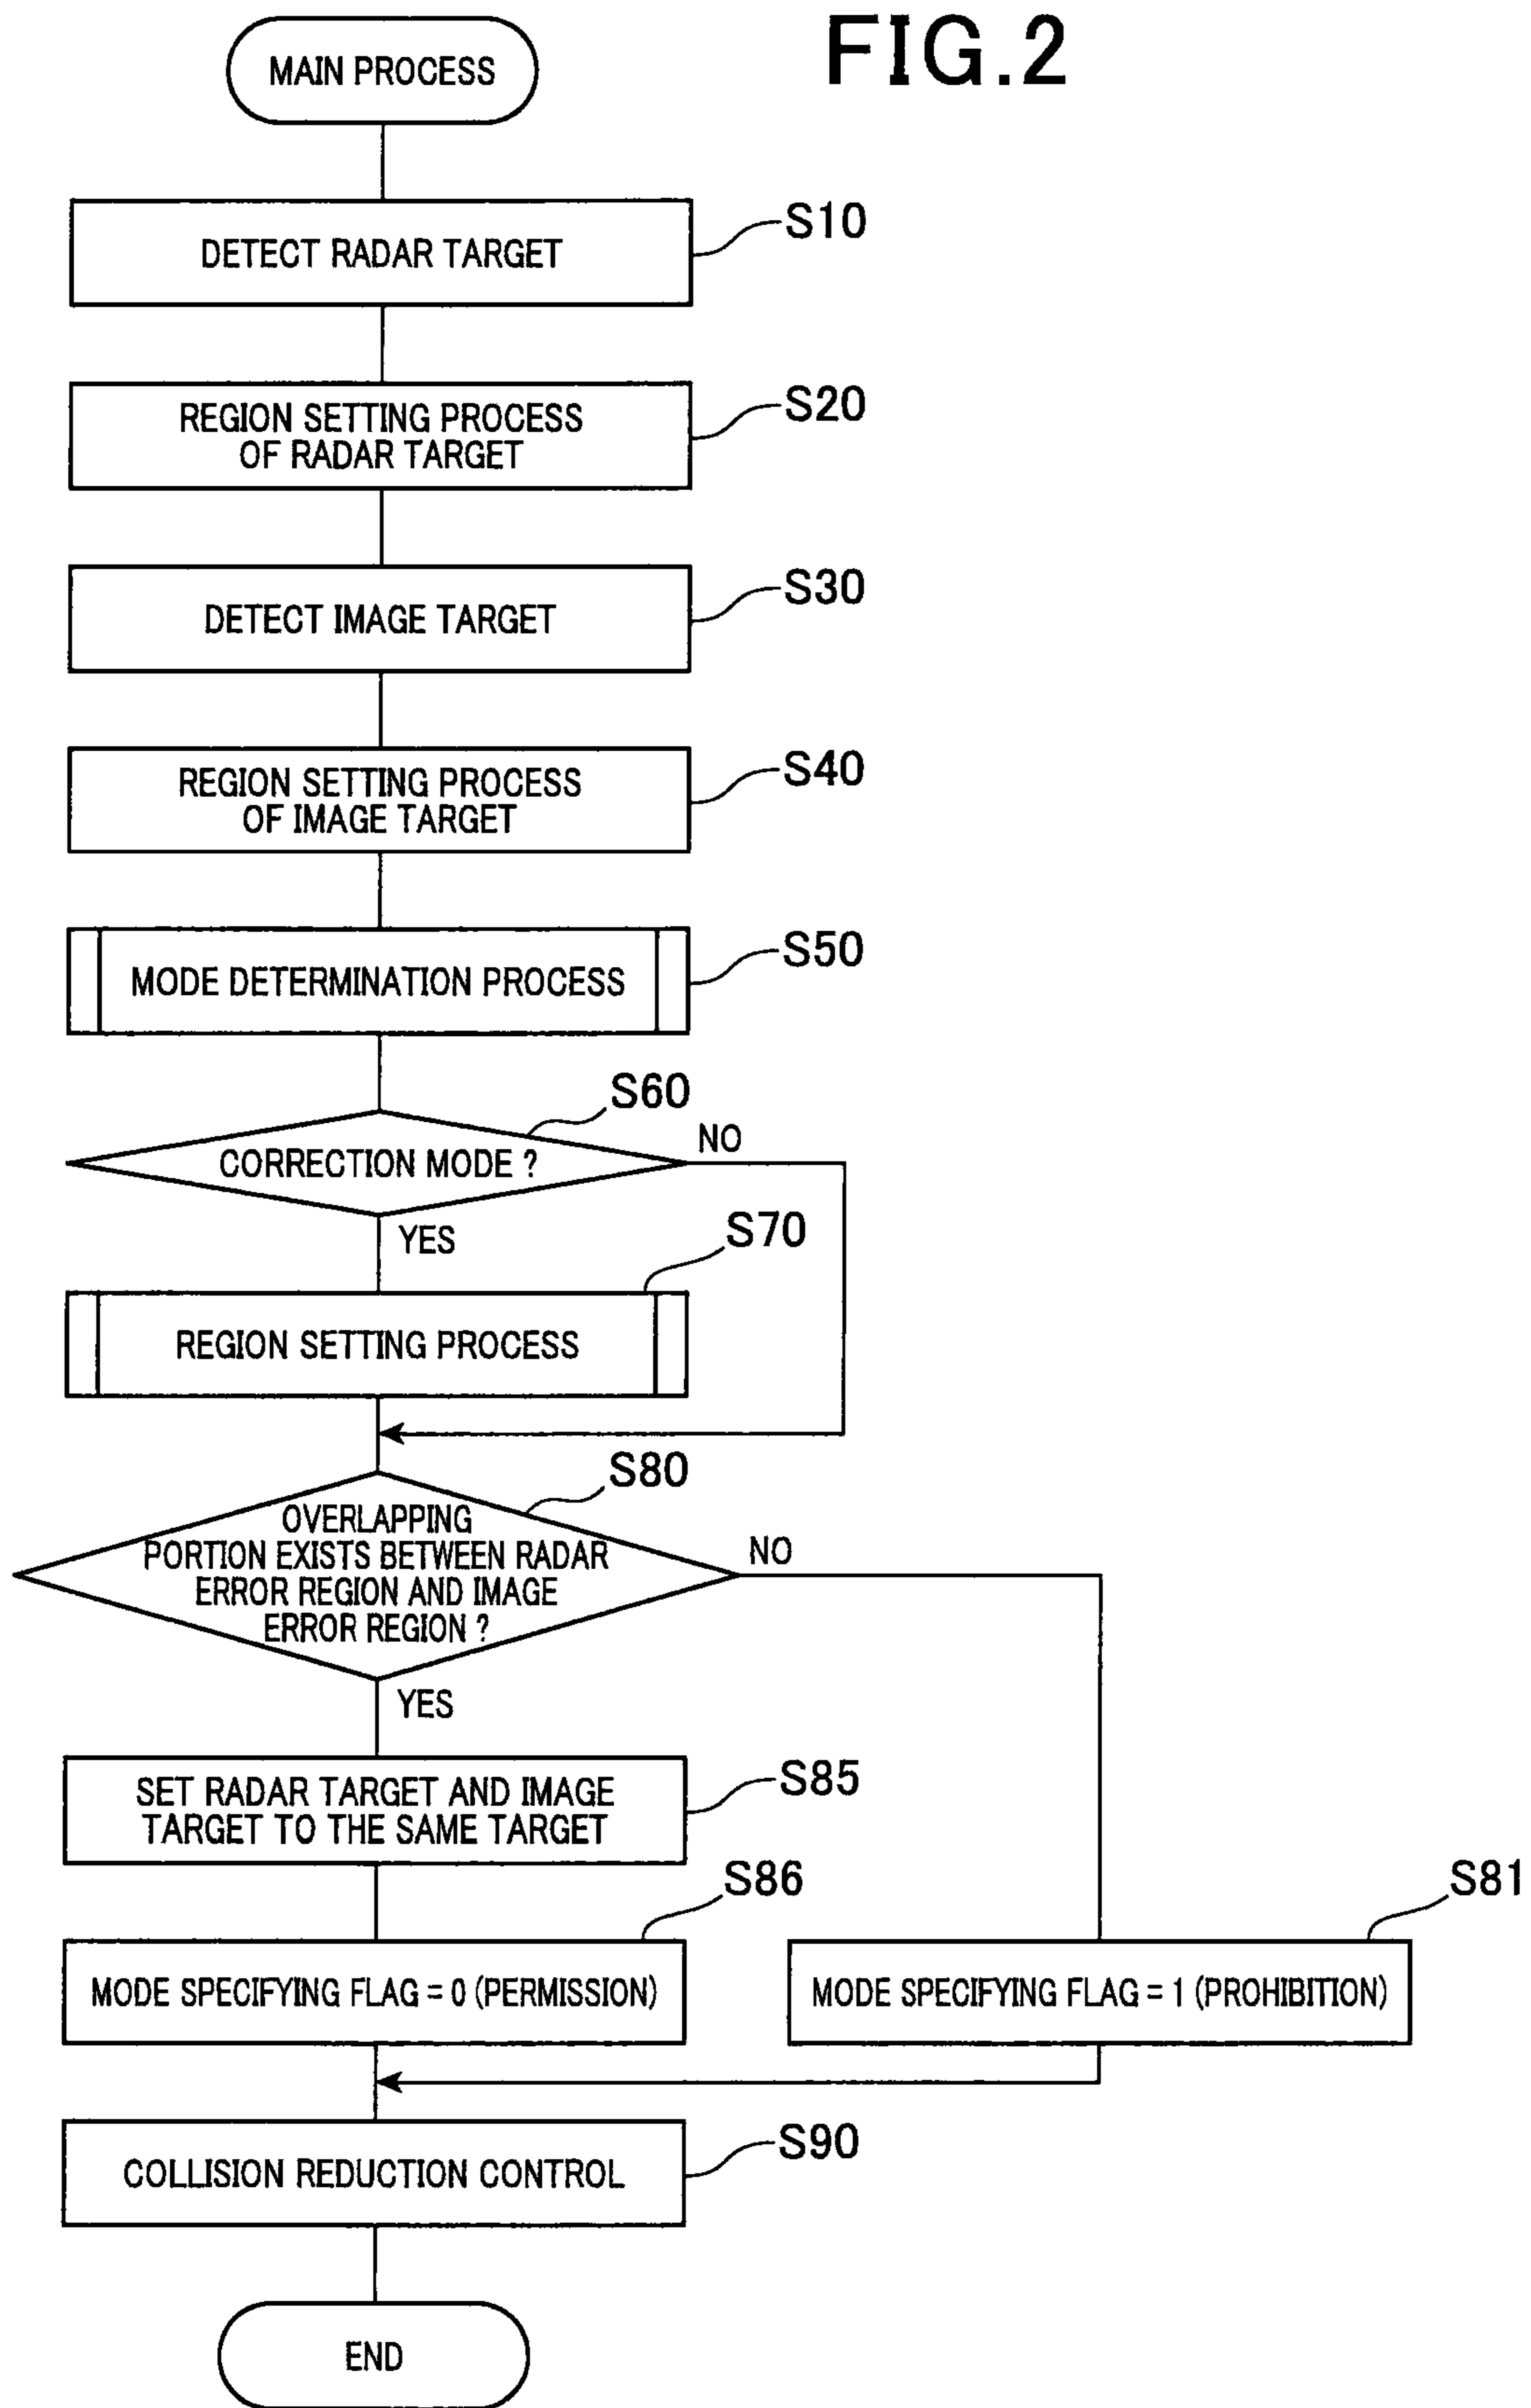 FIG.2
MAIN PROCESS
S10
DETECT RADAR TARGET
S20
REGION SETTING PROCESS
OF RADAR TARGET
S30
DETECT IMAGE TARGET
S40
REGION SETTING PROCESS
OF IMAGE TARGET
S50
MODE DETERMINATION PROCESS
S60
CORRECTION MODE ?
NO
YES
S70
REGION SETTING PROCESS
S80
OVERLAPPING
PORTION EXISTS BETWEEN RADAR
ERROR REGION AND IMAGE
ERROR REGION ?
NO
YES
S85
SET RADAR TARGET AND IMAGE
TARGET TO THE SAME TARGET
S86
MODE SPECIFYING FLAG = 0 (PERMISSION)
S81
MODE SPECIFYING FLAG = 1 (PROHIBITION)
S90
COLLISION REDUCTION CONTROL
END